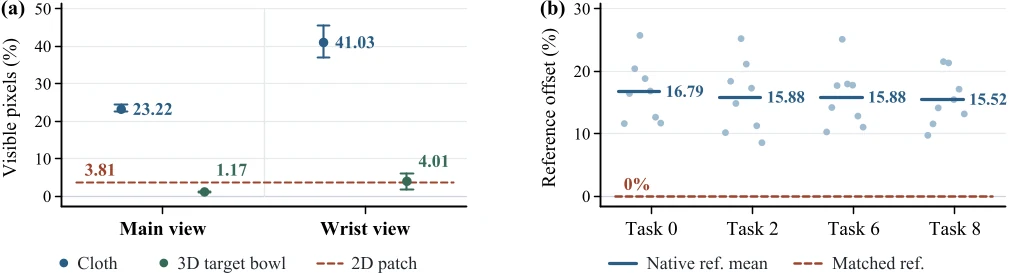 (a)
Visible pixels (%)
50
40
30
20
10
0
23.22
41.03
3.81
1.17
4.01
Main view
Wrist view
Cloth
3D target bowl
2D patch
(b)
Reference offset (%)
30
20
10
0
16.79
15.88
15.88
15.52
0%
Task 0
Task 2
Task 6
Task 8
Native ref. mean
Matched ref.